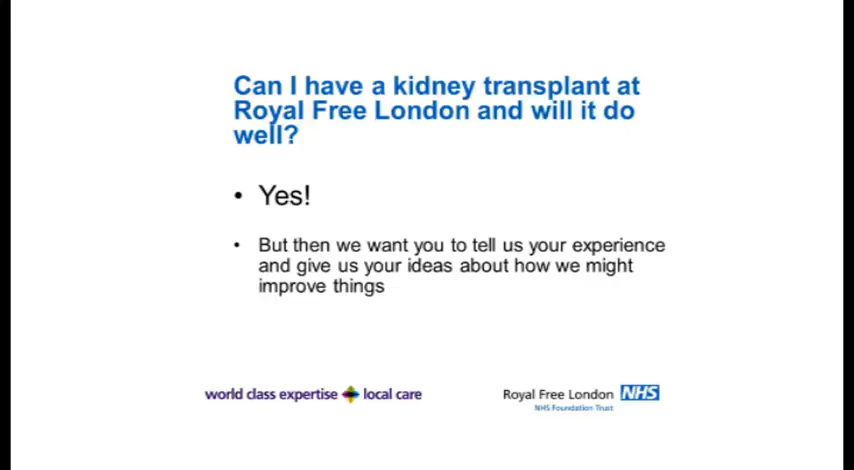 Can I have a kidney transplant at
Royal Free London and will it do
well?
• Yes!
• But then we want you to tell us your experience
and give us your ideas about how we might
improve things
world class expertise local care
Royal Free London NHS
NHS Foundation Trust